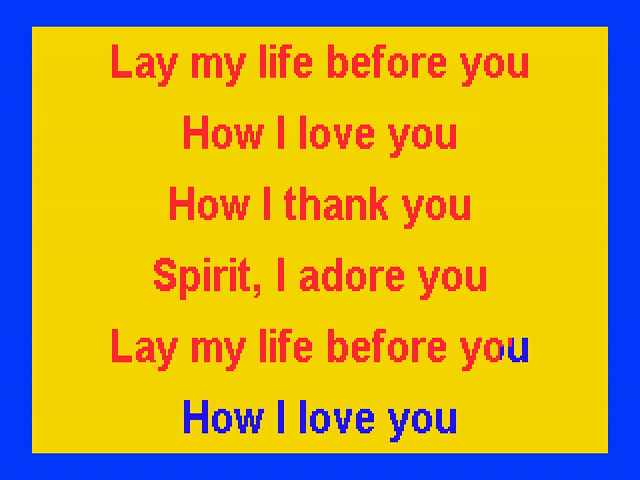 Lay my life before you
How I love you
How I thank you
Spirit, I adore you
Lay my life before you
How I love you